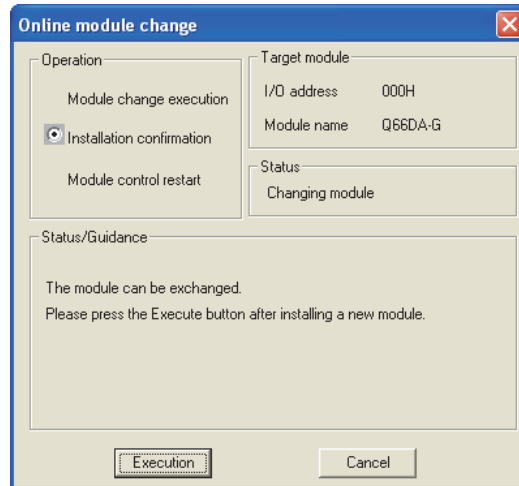 Online module change
Operation
Module change execution
Installation confirmation
Module control restart
Target module
I/O address 000H
Module name Q66DA-G
Status
Changing module
Status/Guidance
The module can be exchanged.
Please press the Execute button after installing a new module.
Execution
Cancel